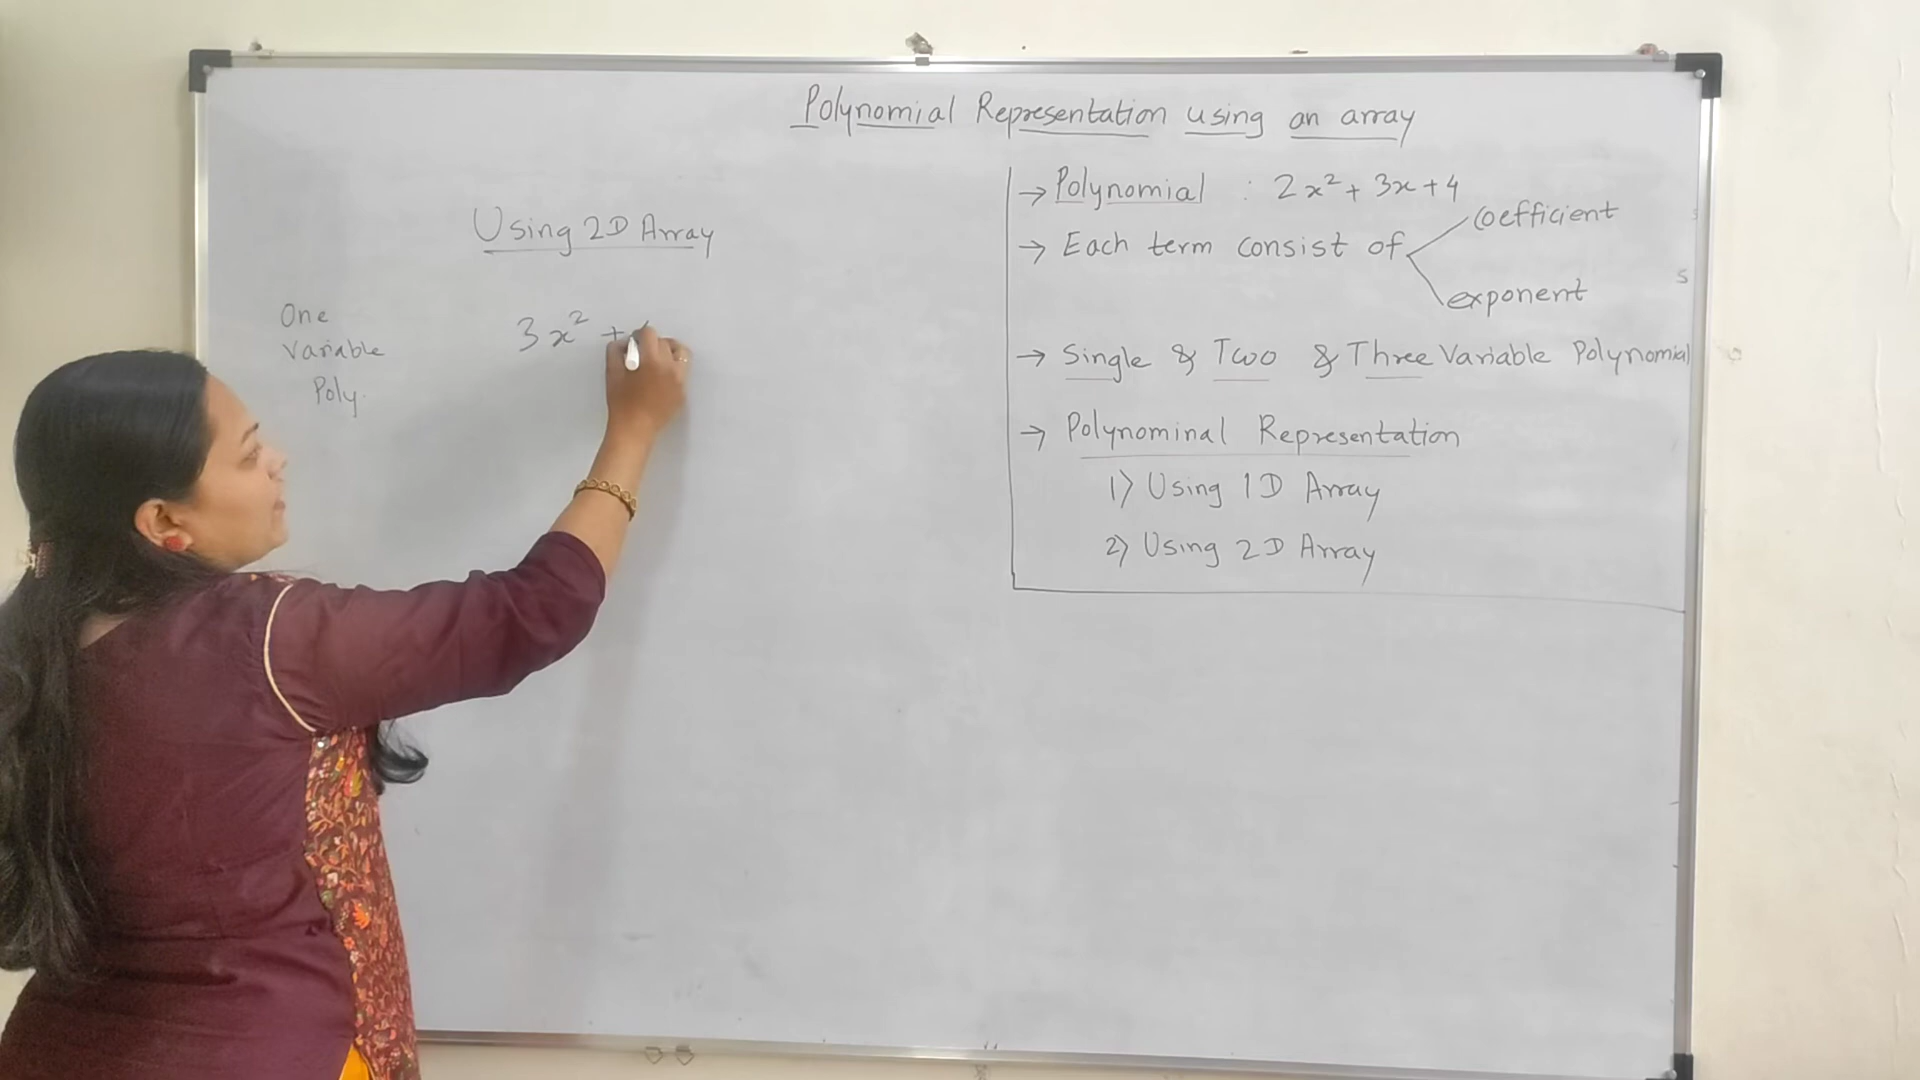 Polynomial Representation using an array
Using 2D Array
One
Variable
Poly.
3x² +
→ Polynomial : 2x² + 3x + 4
→ Each term consist of
coefficient
exponent
→ Single & Two & Three Variable Polynomial
→ Polynominal Representation
1) Using 1D Array
2) Using 2D Array